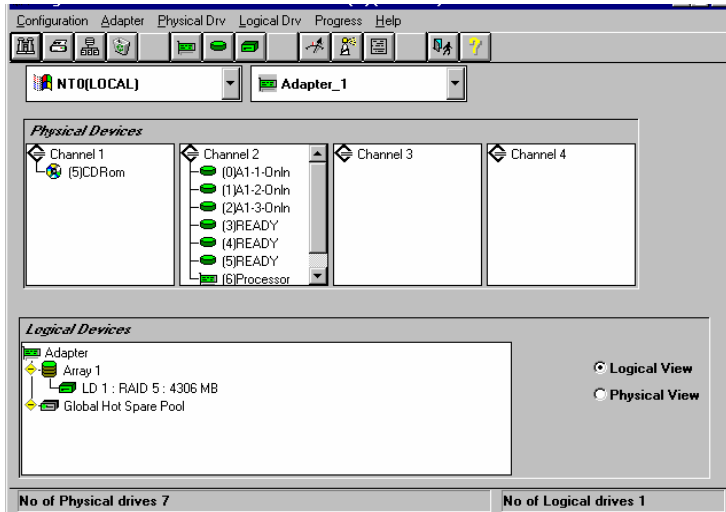 Configuration Adapter Physical Drv Logical Drv Progress Help
NT0(LOCAL) Adapter_1
Physical Devices
Channel 1
(5)CDRom
Channel 2
(0)A1-1-Onln
(1)A1-2-Onln
(2)A1-3-Onln
(3)READY
(4)READY
(5)READY
(6)Processor
Channel 3
Channel 4
Logical Devices
Adapter
Array 1
LD 1 : RAID 5 : 4306 MB
Global Hot Spare Pool
Logical View
Physical View
No of Physical drives 7
No of Logical drives 1